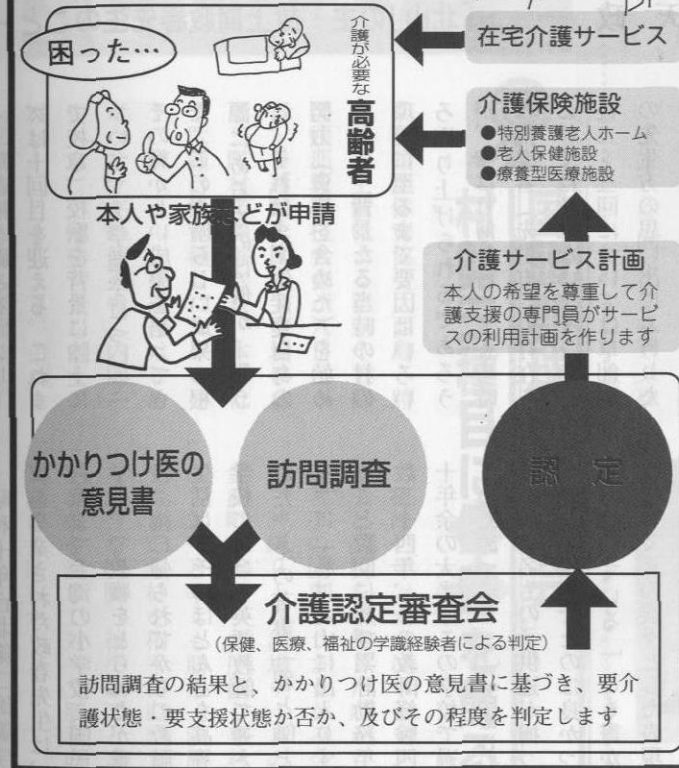 困った…
介護が必要な
高齢者
在宅介護サービス
介護保険施設
●特別養護老人ホーム
●老人保健施設
●療養型医療施設
本人や家族などが申請
介護サービス計画
本人の希望を尊重して介
護支援の専門員がサービ
スの利用計画を作ります
かかりつけ医の
意見書
訪問調査
認 定
介護認定審査会
(保健、医療、福祉の学識経験者による判定)
訪問調査の結果と、かかりつけ医の意見書に基づき、要介
護状態・要支援状態か否か、及びその程度を判定します